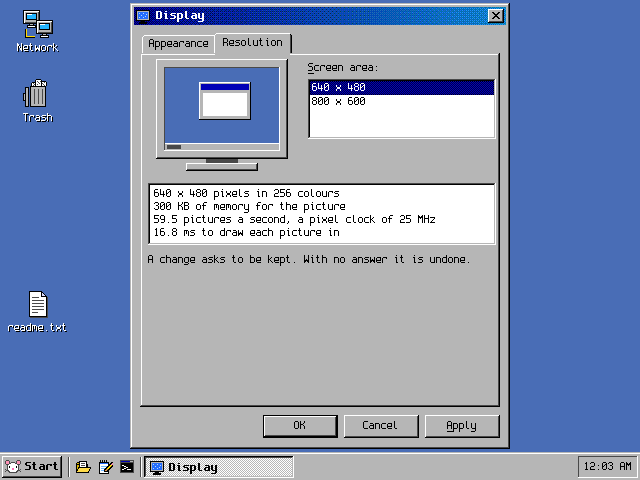 Network
Trash
readme.txt
Display
Appearance
Resolution
Screen area:
640 x 480
800 x 600
640 x 480 pixels in 256 colours
300 KB of memory for the picture
59.5 pictures a second, a pixel clock of 25 MHz
16.8 ms to draw each picture in
A change asks to be kept. With no answer it is undone.
OK
Cancel
Apply
Start
Display
12:03 AM